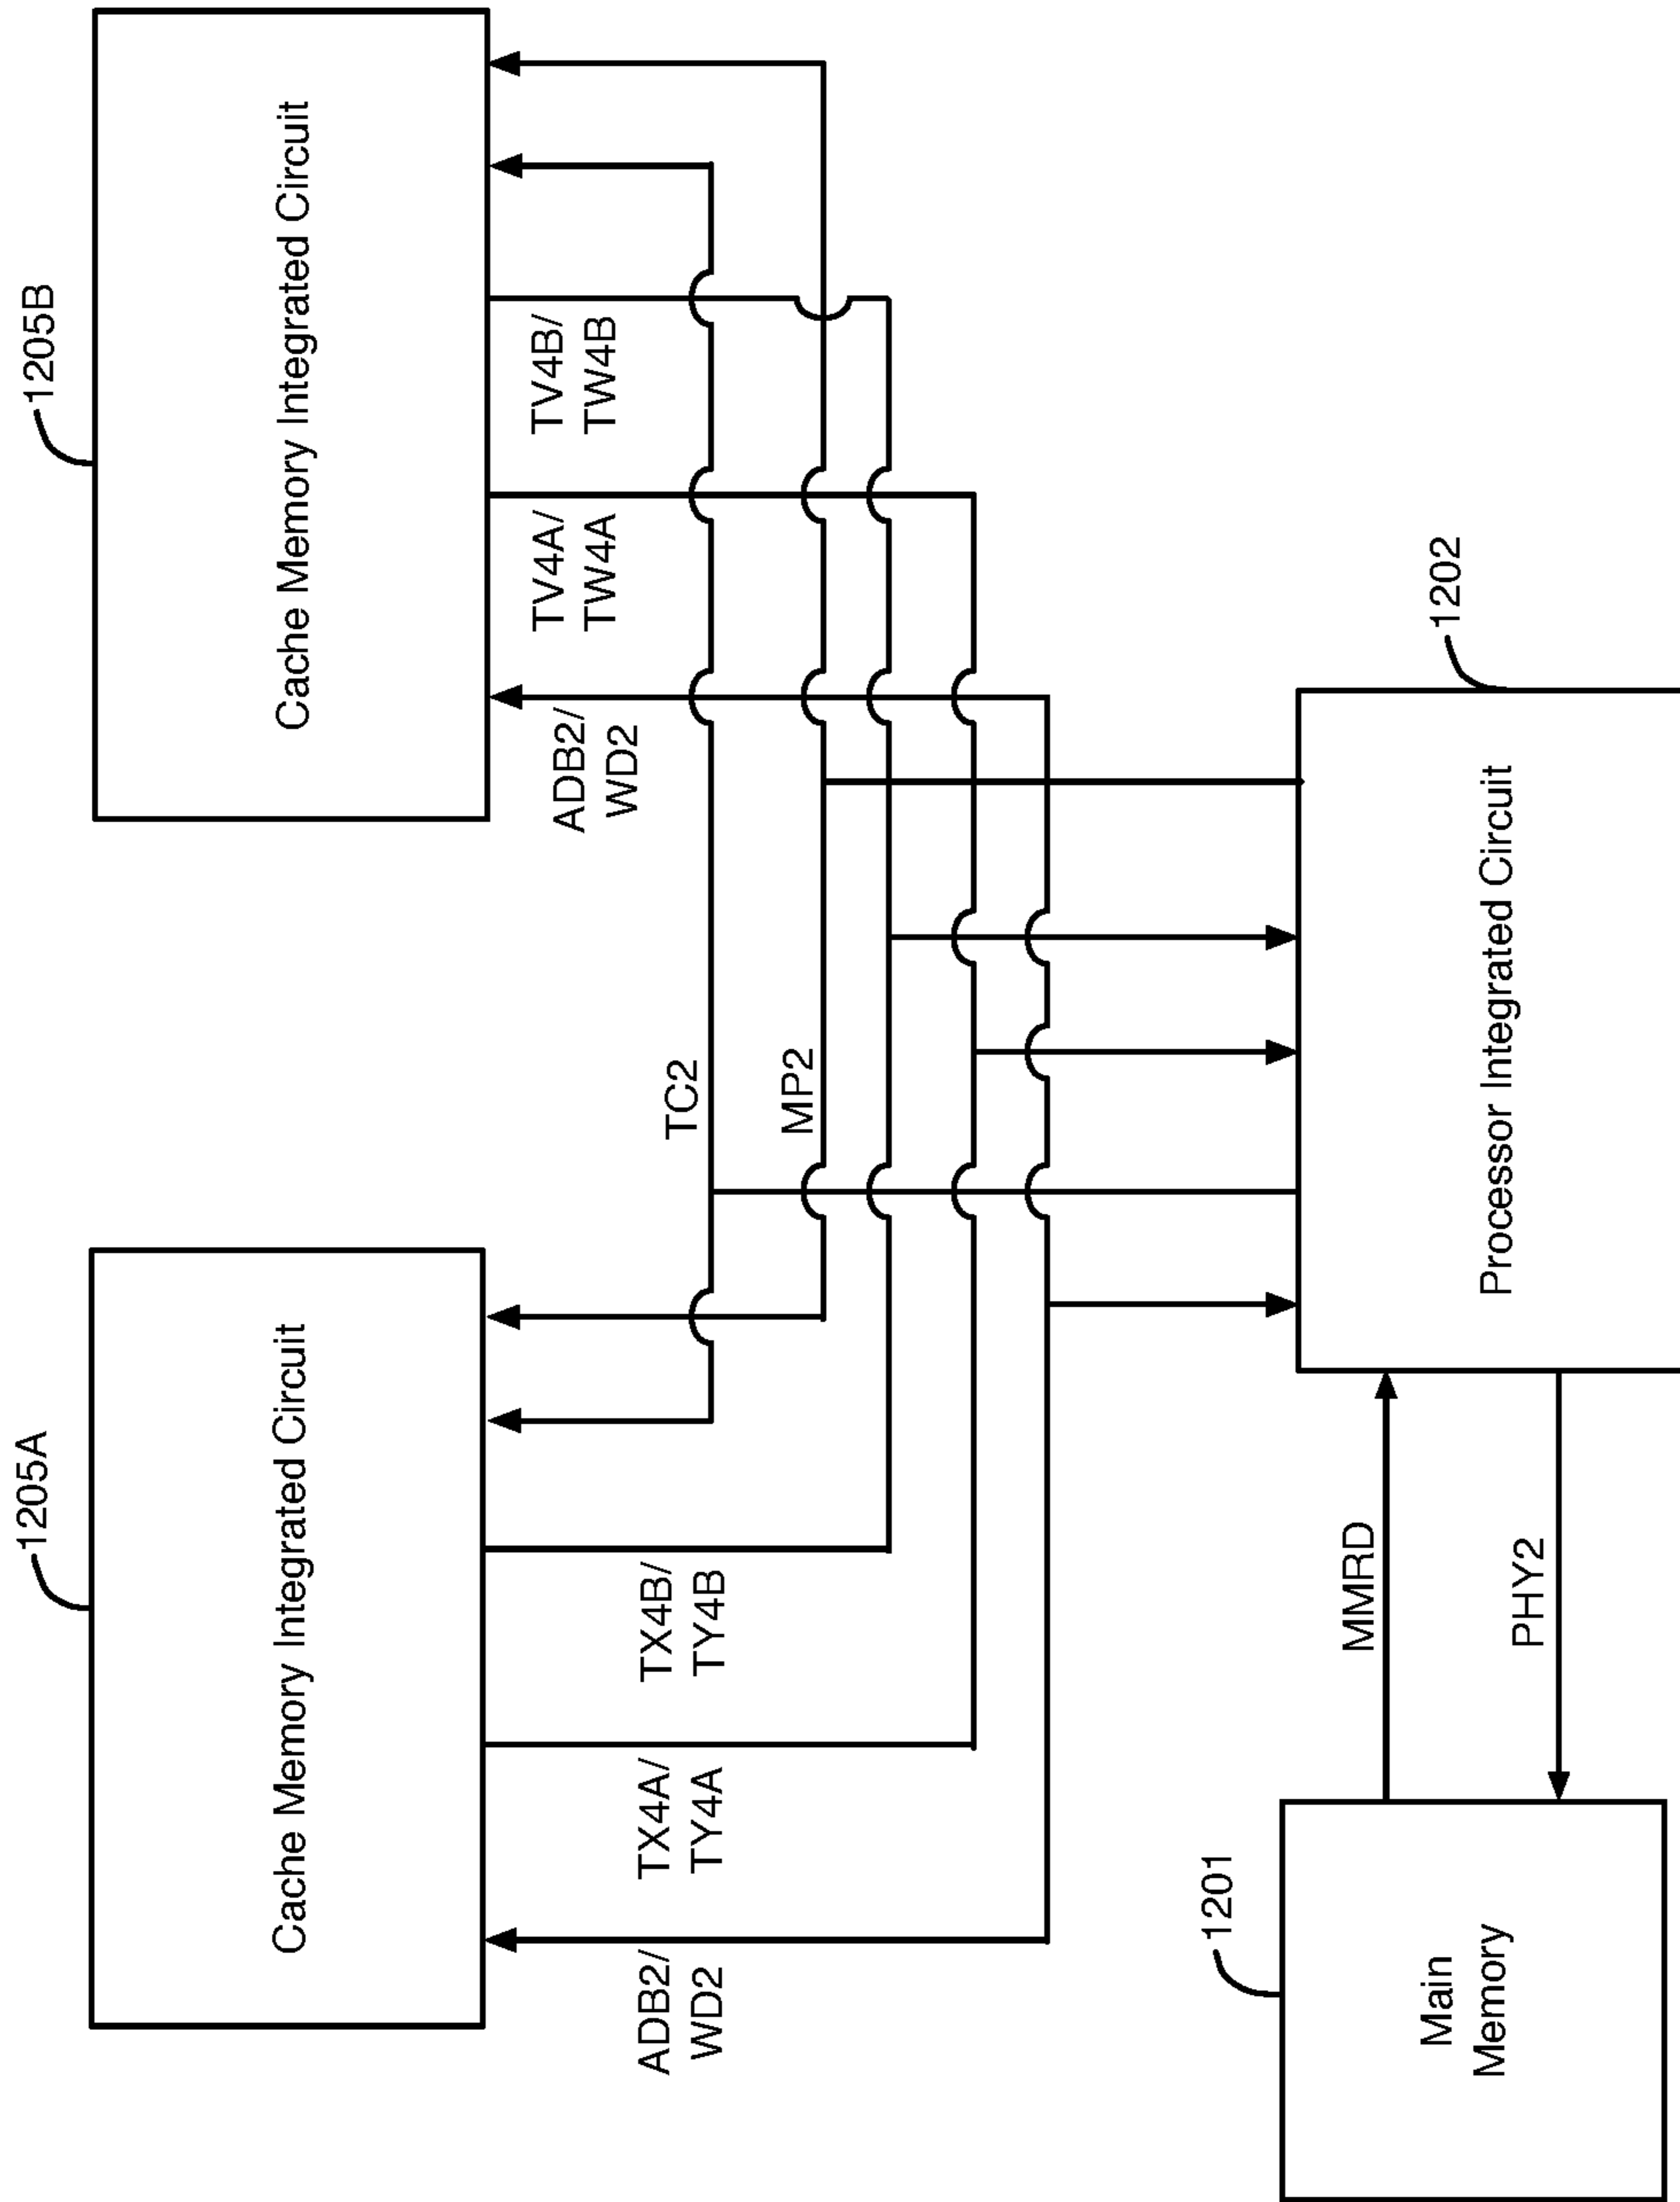 1205A
Cache Memory Integrated Circuit
1205B
Cache Memory Integrated Circuit
ADB2/
WD2
TX4A/
TY4A
TX4B/
TY4B
ADB2/
WD2
TV4A/
TW4A
TV4B/
TW4B
TC2
MP2
1201
Main
Memory
MMRD
PHY2
1202
Processor Integrated Circuit